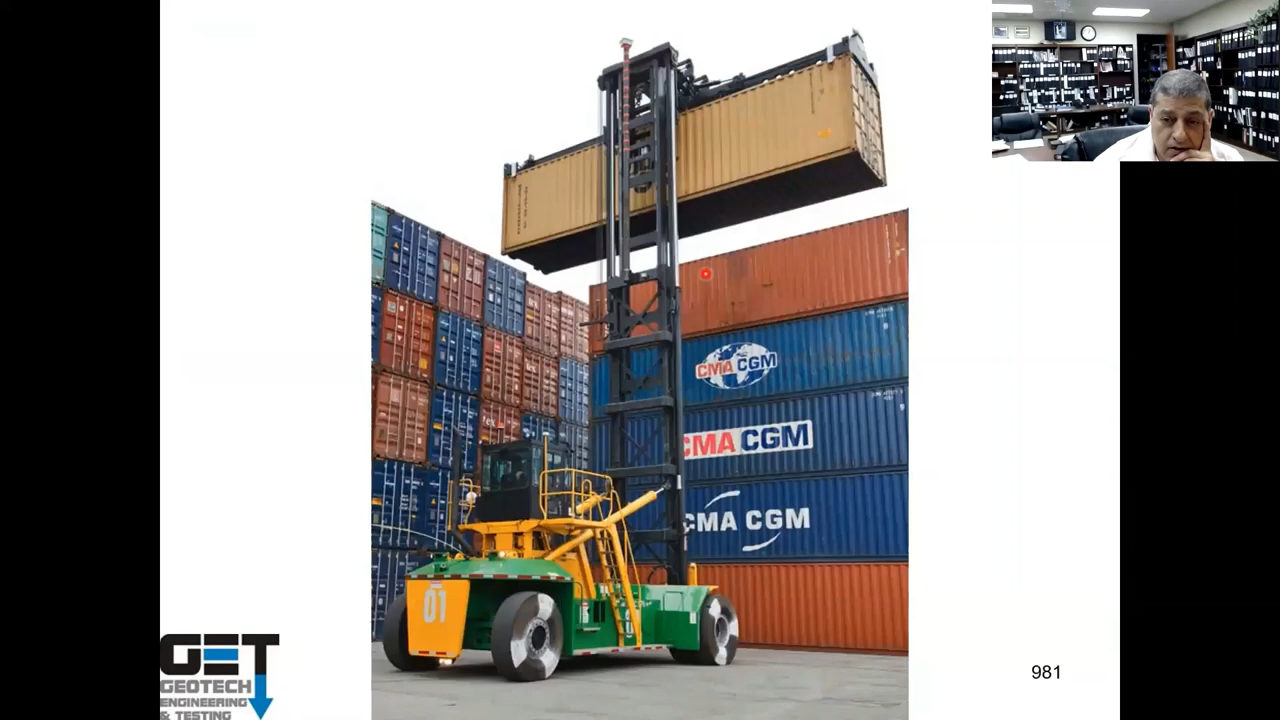 CMA CGM
CMA CGM
CMA CGM
01
GET
GEOTECH
ENGINEERING
& TESTING
981